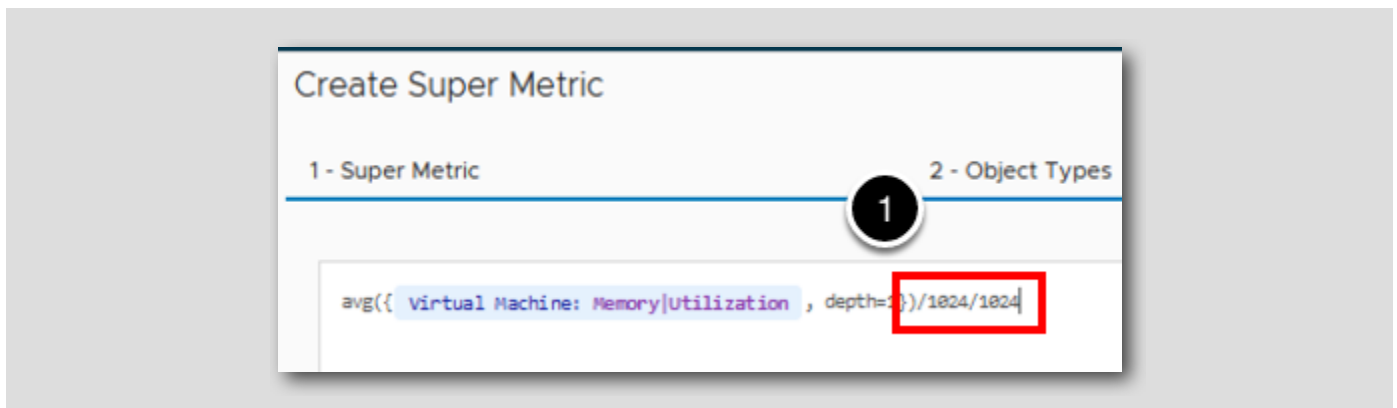 Create Super Metric
1 - Super Metric
2 - Object Types
1
avg({ Virtual Machine: Memory|Utilization , depth=1})/1024/1024